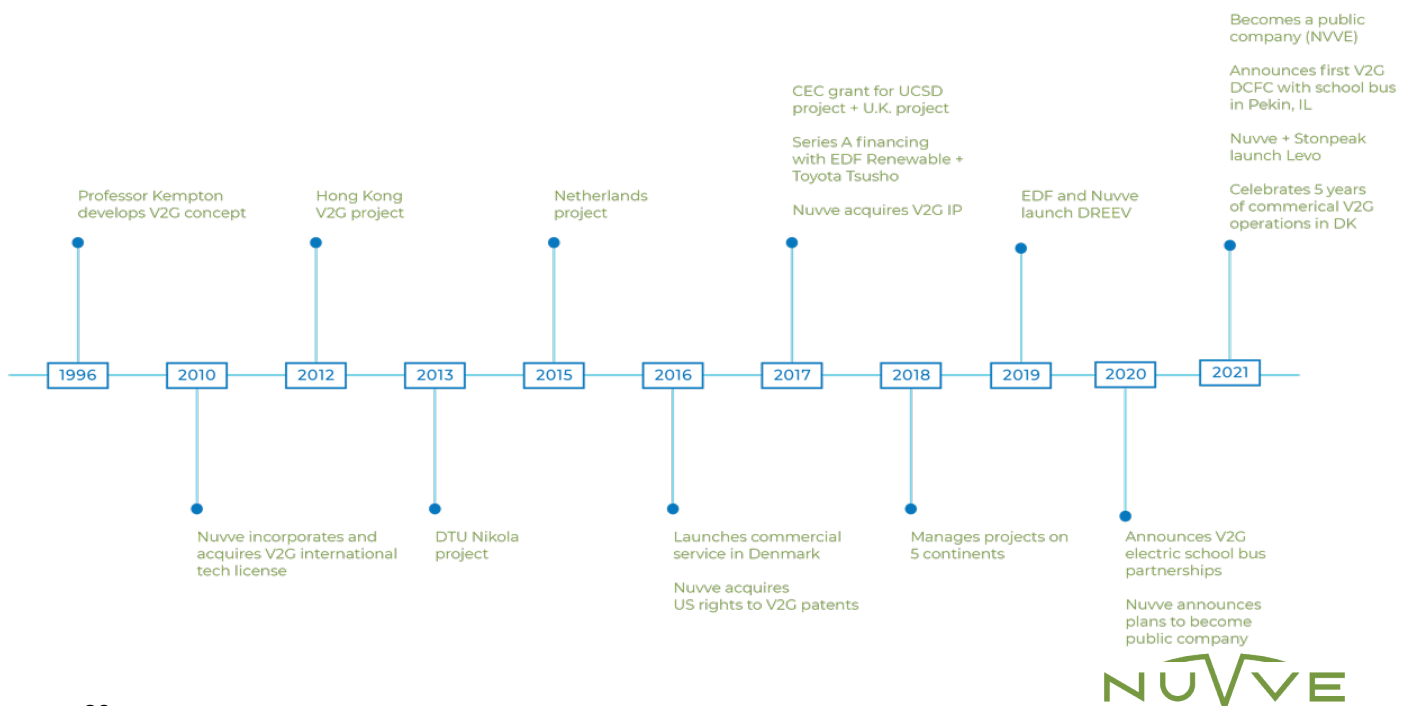 Becomes a public
company (NVVE)
Announces first V2G
DCFC with school bus
in Pekin, IL
Nuvve + Stonpeak
launch Levo
Celebrates 5 years
of commerical V2G
operations in DK
CEC grant for UCSD
project + U.K. project
Series A financing
with EDF Renewable +
Toyota Tsusho
Nuvve acquires V2G IP
Professor Kempton
develops V2G concept
Hong Kong
V2G project
Netherlands
project
EDF and Nuvve
launch DREEV
1996
2010
2012
2013
2015
2016
2017
2018
2019
2020
2021
Nuvve incorporates and
acquires V2G international
tech license
DTU Nikola
project
Launches commercial
service in Denmark
Nuvve acquires
US rights to V2G patents
Manages projects on
5 continents
Announces V2G
electric school bus
partnerships
Nuvve announces
plans to become
public company
NUVVE